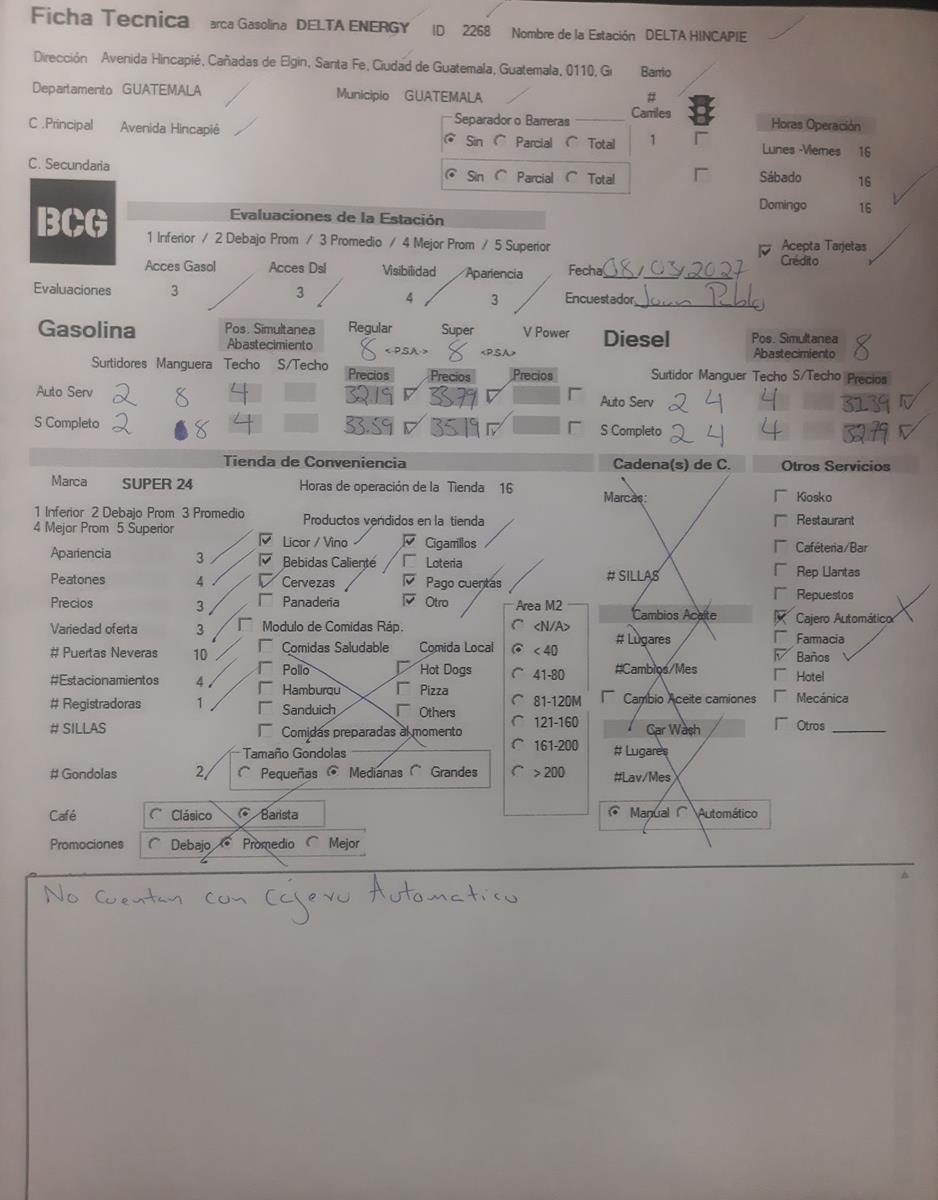 Ficha Tecnica arca Gasolina DELTA ENERGY ID 2268 Nombre de la Estación DELTA HINCAPIE
Dirección Avenida Hincapié, Cañadas de Elgin, Santa Fe, Ciudad de Guatemala, Guatemala, 0110, G Barrio
Departamento GUATEMALA Municipio GUATEMALA # Carriles
C .Principal Avenida Hincapié Separador o Barreras Horas Operación
Sin Parcial Total 1 Lunes -Viernes 16
C. Secundaria Sin Parcial Total Sábado 16
Domingo 16
BCG Evaluaciones de la Estación
1 Inferior / 2 Debajo Prom / 3 Promedio / 4 Mejor Prom / 5 Superior Acepta Tarjetas Crédito
Acces Gasol Acces Dsl Visibilidad Apariencia Fecha 08/03/2027
Evaluaciones 3 3 4 3 Encuestador Juan Pablo
Gasolina Pos. Simultanea Abastecimiento Regular Super V Power Diesel Pos. Simultanea Abastecimiento 8
8 <-P.S.A.-> 8 <P.S.A>
Surtidores Manguera Techo S/Techo Precios Precios Precios Surtidor Manguer Techo S/Techo Precios
Auto Serv 2 8 4 32.19 33.79 Auto Serv 2 4 4 31.39
S Completo 2 8 4 33.59 35.19 S Completo 2 4 4 32.79
Tienda de Conveniencia Cadena(s) de C. Otros Servicios
Marca SUPER 24 Horas de operación de la Tienda 16 Marcas: Kiosko
1 Inferior 2 Debajo Prom 3 Promedio
4 Mejor Prom 5 Superior Productos vendidos en la tienda Restaurant
Apariencia 3 Licor / Vino Cigarrillos Caféteria/Bar
Peatones 4 Bebidas Caliente Loteria # SILLAS Rep Llantas
Precios 3 Cervezas Pago cuentas Repuestos
Panaderia Otro Area M2 Cambios Aceite Cajero Automático
Variedad oferta 3 Modulo de Comidas Ráp. <N/A> # Lugares Farmacia
# Puertas Neveras 10 Comidas Saludable Comida Local < 40 Baños
#Estacionamientos 4 Pollo Hot Dogs 41-80 #Cambios/Mes Hotel
# Registradoras 1 Hamburqu Pizza 81-120M Cambio Aceite camiones Mecánica
# SILLAS Sanduich Others 121-160 Car Wash Otros
Comidas preparadas al momento 161-200 # Lugares
Tamaño Gondolas
# Gondolas 2 Pequeñas Medianas Grandes > 200 #Lav/Mes
Café Clásico Barista Manual Automático
Promociones Debajo Promedio Mejor
No cuentan con Cajero Automatico